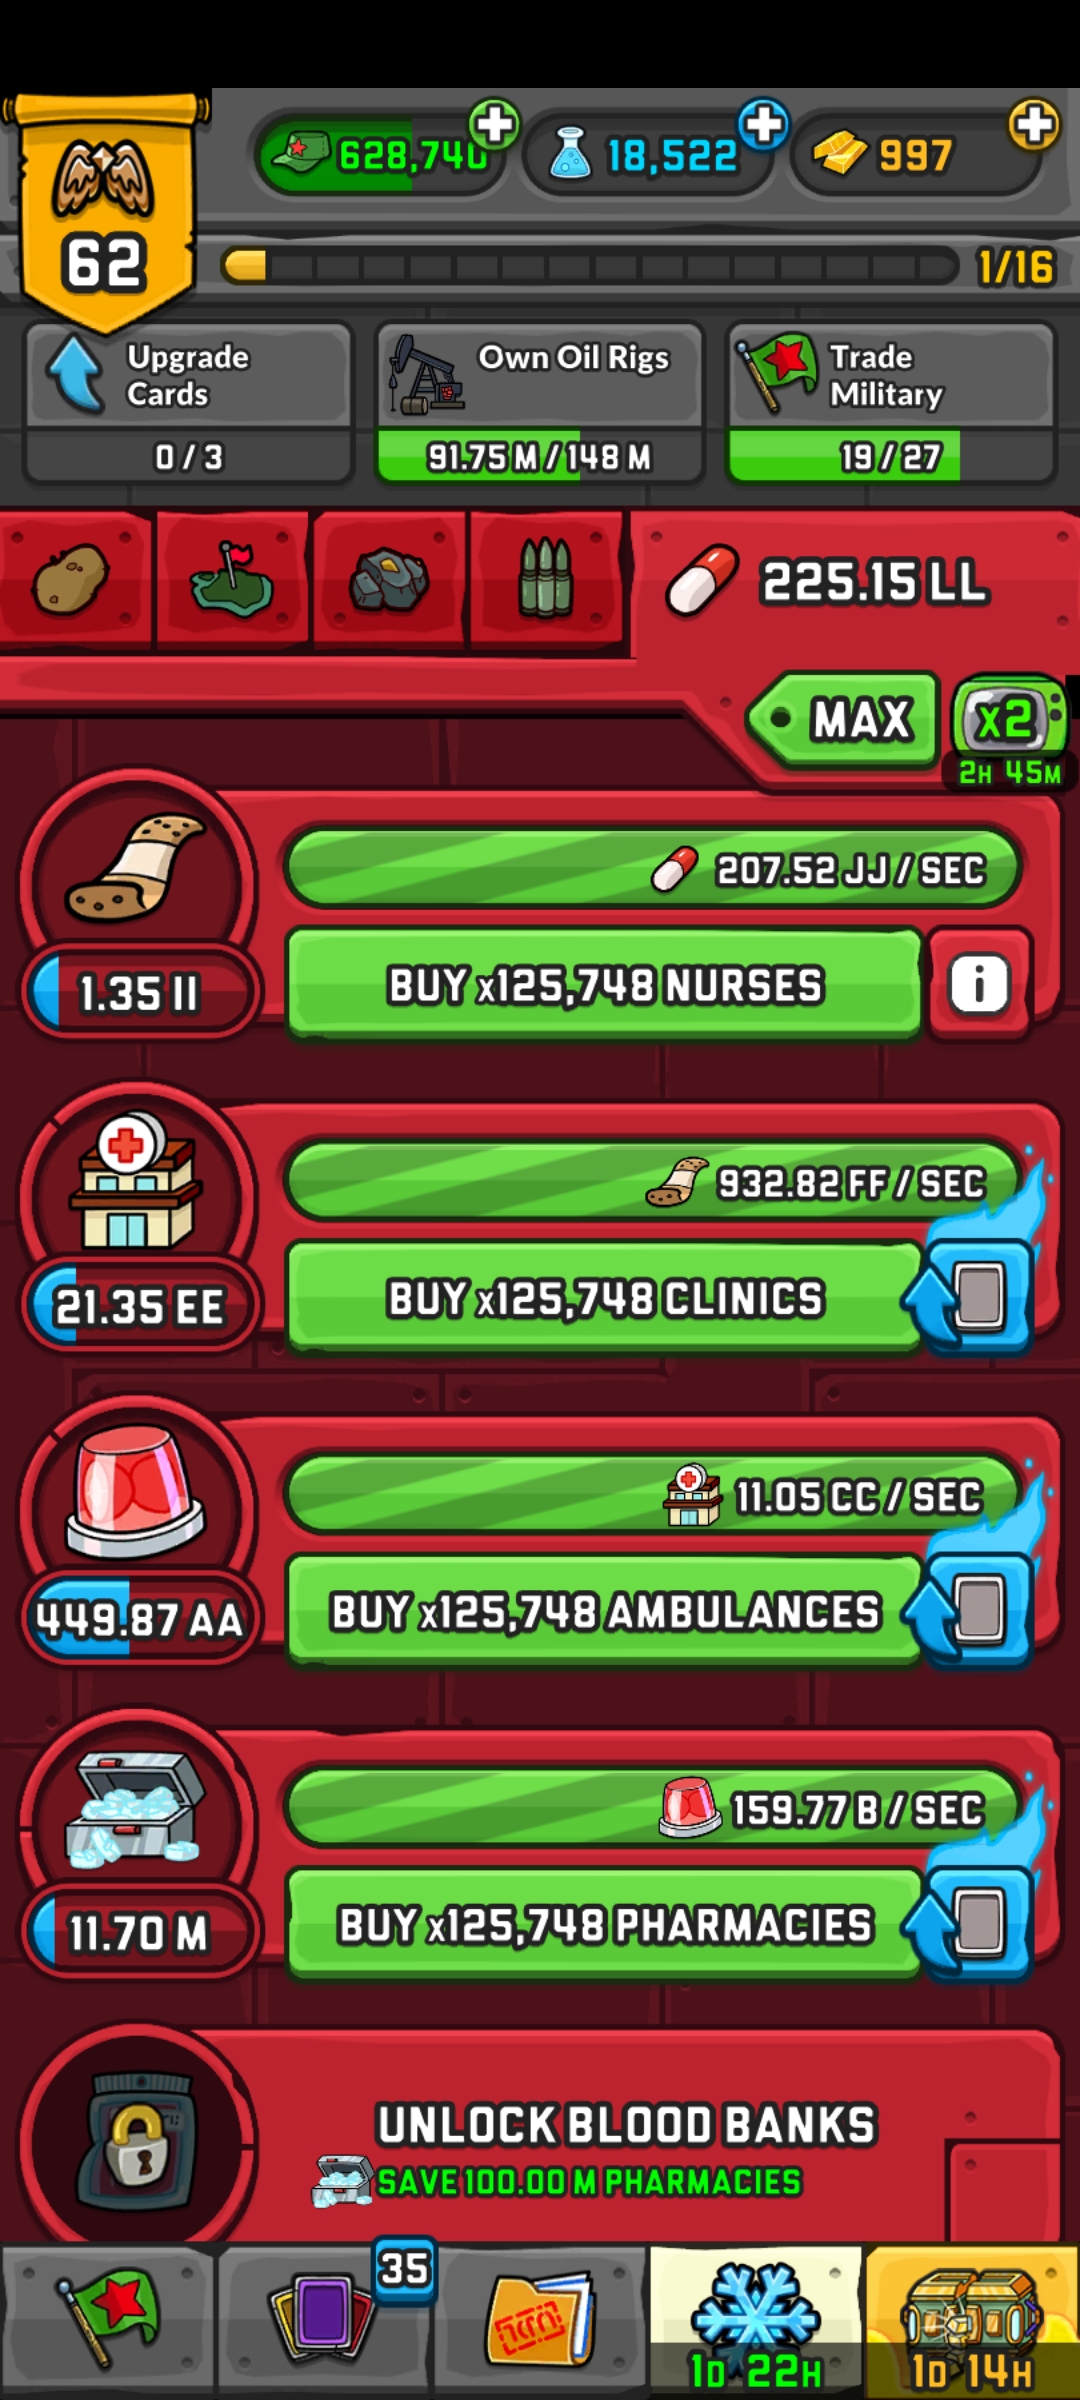 628,740
18,522
997
62
1/16
Upgrade
Cards
0 / 3
Own Oil Rigs
91.75 M / 148 M
Trade
Military
19 / 27
225.15 LL
MAX
x2
2H 45M
207.52 JJ / SEC
1.35 II
BUY x125,748 NURSES
i
932.82 FF / SEC
21.35 EE
BUY x125,748 CLINICS
11.05 CC / SEC
449.87 AA
BUY x125,748 AMBULANCES
159.77 B / SEC
11.70 M
BUY x125,748 PHARMACIES
UNLOCK BLOOD BANKS
SAVE 100.00 M PHARMACIES
35
1D 22H
1D 14H